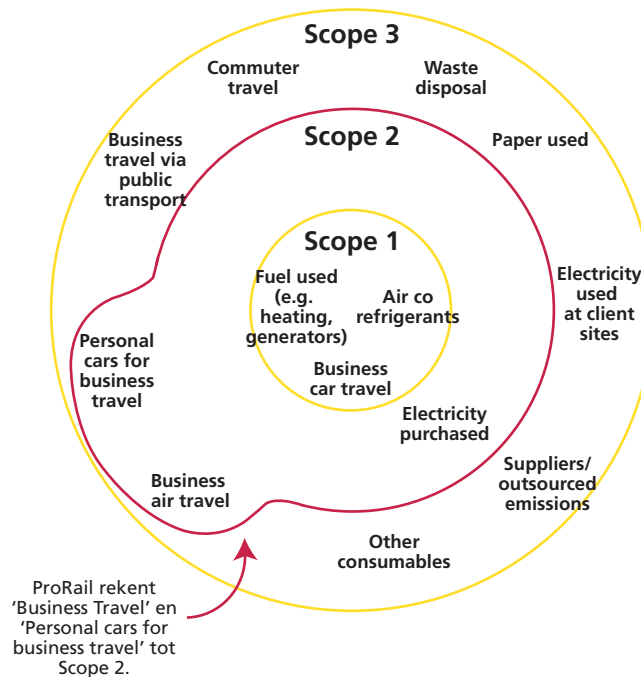 Scope 3
Commuter
travel
Waste
disposal
Business
travel via
public
transport
Scope 2
Paper used
Scope 1
Fuel used
(e.g.
heating,
generators)
Air co
refrigerants
Electricity
used
at client
sites
Personal
cars for
business
travel
Business
car travel
Electricity
purchased
Business
air travel
Suppliers/
outsourced
emissions
Other
consumables
ProRail rekent
‘Business Travel’ en
‘Personal cars for
business travel’ tot
Scope 2.